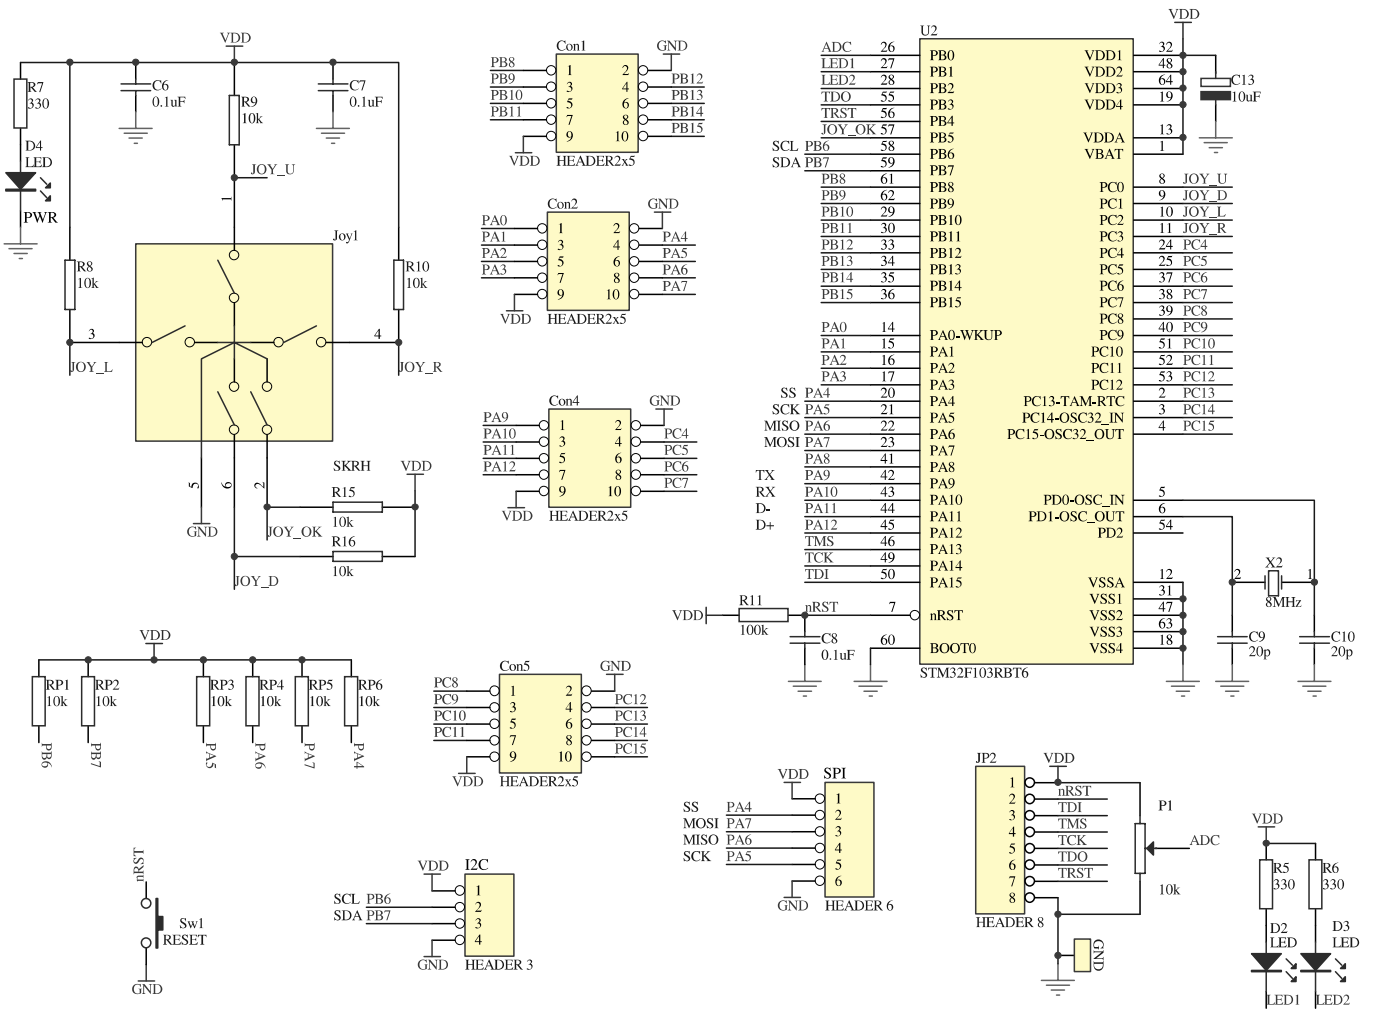 VDD
R7
330
D4
LED
PWR
C6
0.1uF
R9
10k
C7
0.1uF
JOY_U
1
Joy1
R8
10k
R10
10k
3
4
JOY_L
JOY_R
5
6
2
GND
JOY_OK
JOY_D
SKRH
VDD
R15
10k
R16
10k
Con1
GND
PB8 1 2
PB9 3 4 PB12
PB10 5 6 PB13
PB11 7 8 PB14
9 10 PB15
VDD
HEADER2x5
Con2
GND
PA0 1 2
PA1 3 4 PA4
PA2 5 6 PA5
PA3 7 8 PA6
9 10 PA7
VDD
HEADER2x5
Con4
GND
PA9 1 2
PA10 3 4 PC4
PA11 5 6 PC5
PA12 7 8 PC6
9 10 PC7
VDD
HEADER2x5
Con5
GND
PC8 1 2
PC9 3 4 PC12
PC10 5 6 PC13
PC11 7 8 PC14
9 10 PC15
VDD
HEADER2x5
U2
VDD
ADC 26 PB0
LED1 27 PB1
LED2 28 PB2
TDO 55 PB3
TRST 56 PB4
JOY_OK 57 PB5
SCL PB6 58 PB6
SDA PB7 59 PB7
PB8 61 PB8
PB9 62 PB9
PB10 29 PB10
PB11 30 PB11
PB12 33 PB12
PB13 34 PB13
PB14 35 PB14
PB15 36 PB15
PA0 14 PA0-WKUP
PA1 15 PA1
PA2 16 PA2
PA3 17 PA3
SS PA4 20 PA4
SCK PA5 21 PA5
MISO PA6 22 PA6
MOSI PA7 23 PA7
PA8 41 PA8
TX PA9 42 PA9
RX PA10 43 PA10
D- PA11 44 PA11
D+ PA12 45 PA12
TMS 46 PA13
TCK 49 PA14
TDI 50 PA15
VDD R11 nRST 7 nRST
100k
C8
0.1uF
60 BOOT0
STM32F103RBT6
VDD1 32
VDD2 48
VDD3 64
VDD4 19
VDDA 13
VBAT 1
C13
10uF
PC0 8 JOY_U
PC1 9 JOY_D
PC2 10 JOY_L
PC3 11 JOY_R
PC4 24 PC4
PC5 25 PC5
PC6 37 PC6
PC7 38 PC7
PC8 39 PC8
PC9 40 PC9
PC10 51 PC10
PC11 52 PC11
PC12 53 PC12
PC13-TAM-RTC 2 PC13
PC14-OSC32_IN 3 PC14
PC15-OSC32_OUT 4 PC15
PD0-OSC_IN 5
PD1-OSC_OUT 6
PD2 54
VSSA 12
VSS1 31
VSS2 47
VSS3 63
VSS4 18
2 X2 1
8MHz
C9
20p
C10
20p
VDD
RP1
10k
RP2
10k
RP3
10k
RP4
10k
RP5
10k
RP6
10k
PB6
PB7
PA5
PA6
PA7
PA4
nRST
Sw1
RESET
GND
I2C
VDD
1
SCL PB6 2
SDA PB7 3
4
GND
HEADER 3
SPI
VDD
1
SS PA4 2
MOSI PA7 3
MISO PA6 4
SCK PA5 5
6
GND
HEADER 6
JP2
VDD
1
2 nRST
3 TDI
4 TMS
5 TCK
6 TDO
7 TRST
8
HEADER 8
P1
ADC
10k
GND
VDD
R5
330
R6
330
D2
LED
D3
LED
LED1
LED2